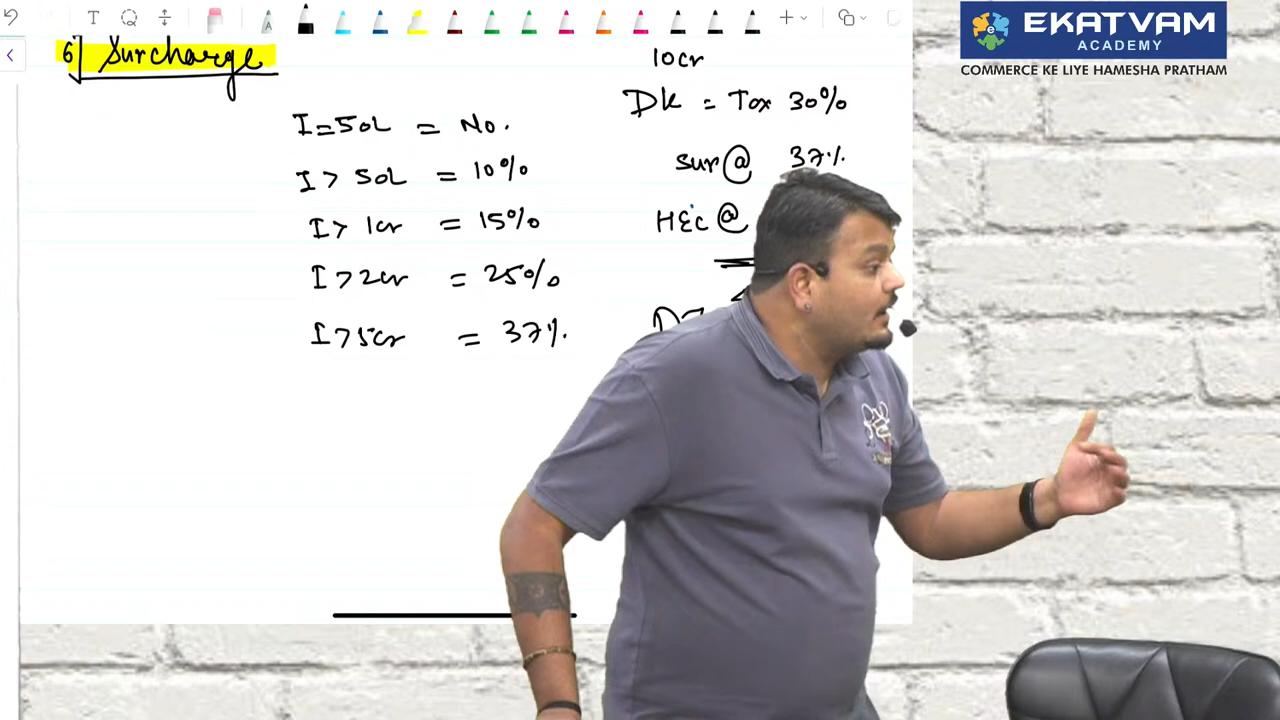 EKATVAM
ACADEMY
COMMERCE KE LIYE HAMESHA PRATHAM
6] Surcharge
I=50L = No.
I > 50L = 10%
I > 1cr = 15%
I > 2cr = 25%
I > 5cr = 37%.
10cr
DK = Tax 30%
Sur@ 37%.
HEC @